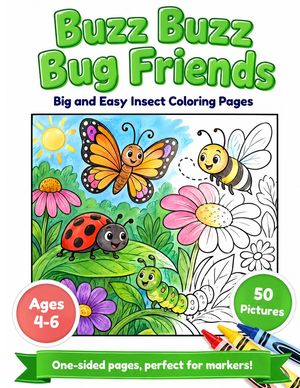 Buzz Buzz
Bug Friends
Big and Easy Insect Coloring Pages
Ages
4-6
50
Pictures
One-sided pages, perfect for markers!